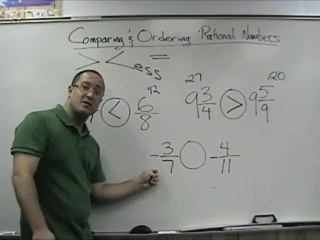 Comparing & Ordering Rational Numbers
> < ess =
42 27 20
< 6/8 9 3/4 > 9 5/9
-3/7 ○ -4/11